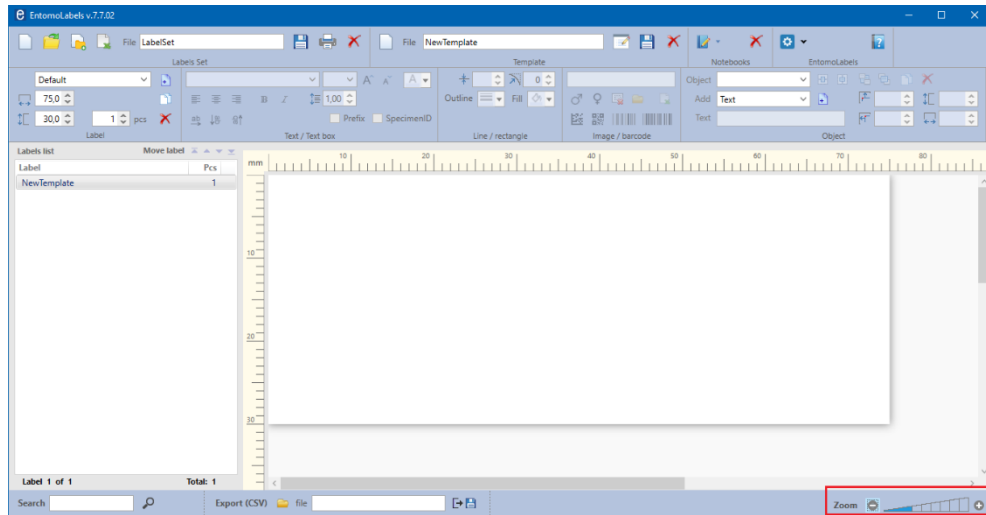 EntomoLabels v.7.7.02
File LabelSet File NewTemplate
Labels Set Template Notebooks EntomoLabels
Default Object
75,0 1,00 0 Outline Fill Add Text
30,0 1 pcs Prefix SpecimenID Text
Label Text / Text box Line / rectangle Image / barcode Object
Labels list Move label
Label Pcs
NewTemplate 1
mm 10 20 30 40 50 60 70 80
10
20
30
Label 1 of 1 Total: 1
Search Export (CSV) file Zoom